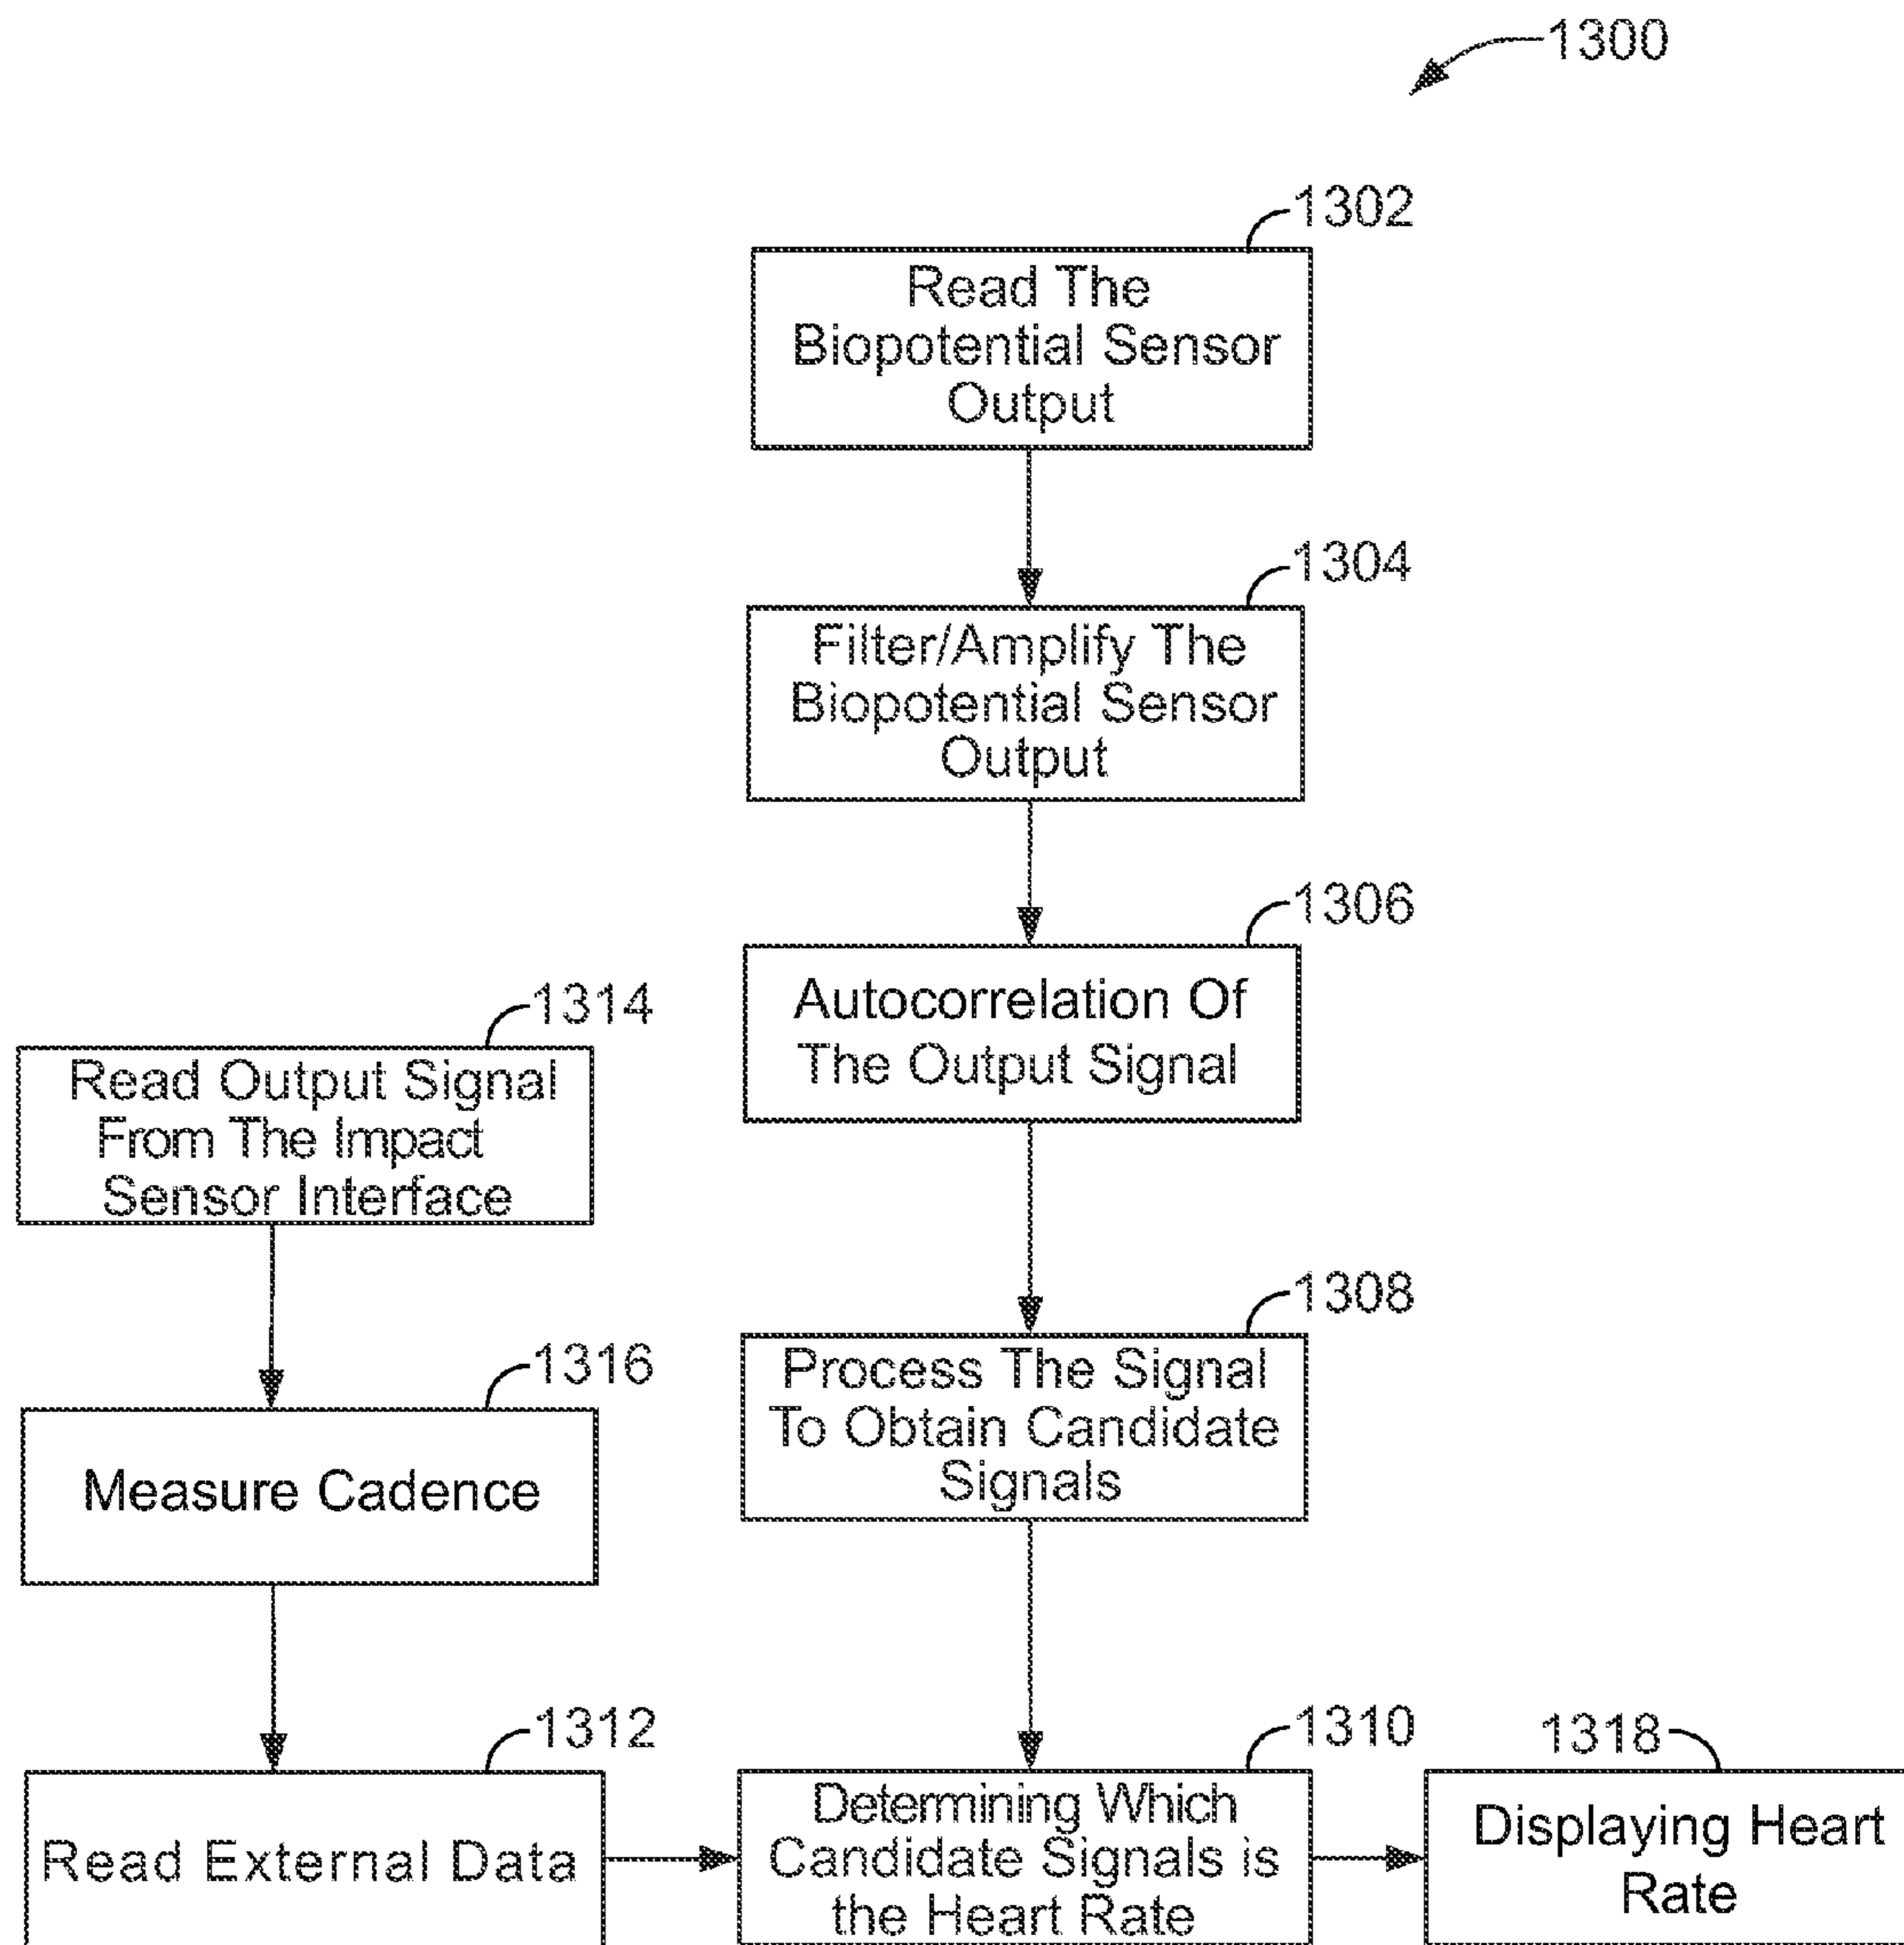 1300
1302
Read The
Biopotential Sensor
Output
1304
Filter/Amplify The
Biopotential Sensor
Output
1306
Autocorrelation Of
The Output Signal
1314
Read Output Signal
From The Impact
Sensor Interface
1308
Process The Signal
To Obtain Candidate
Signals
1316
Measure Cadence
1312
Read External Data
1310
Determining Which
Candidate Signals is
the Heart Rate
1318
Displaying Heart
Rate